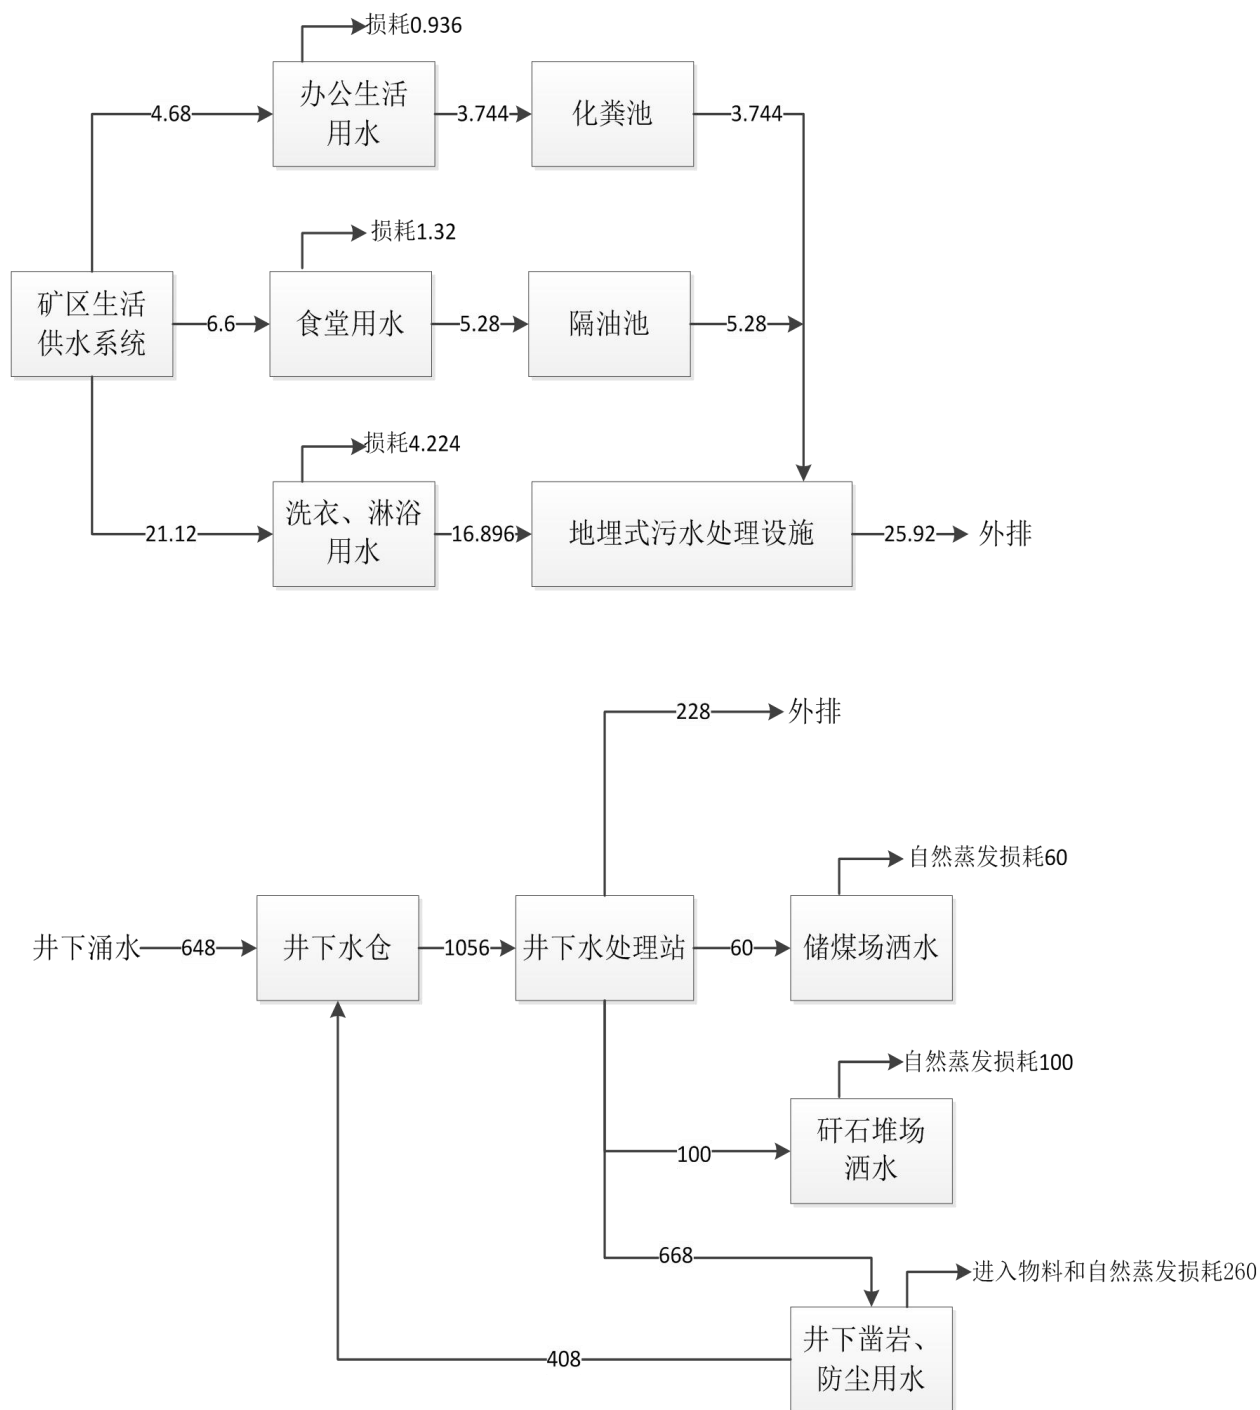 损耗0.936
办公生活
用水
4.68
3.744
化粪池
3.744
损耗1.32
矿区生活
供水系统
6.6
食堂用水
5.28
隔油池
5.28
损耗4.224
21.12
洗衣、淋浴
用水
16.896
地埋式污水处理设施
25.92
外排
228
外排
自然蒸发损耗60
井下涌水
648
井下水仓
1056
井下水处理站
60
储煤场洒水
自然蒸发损耗100
100
矸石堆场
洒水
668
进入物料和自然蒸发损耗260
井下凿岩、
防尘用水
408